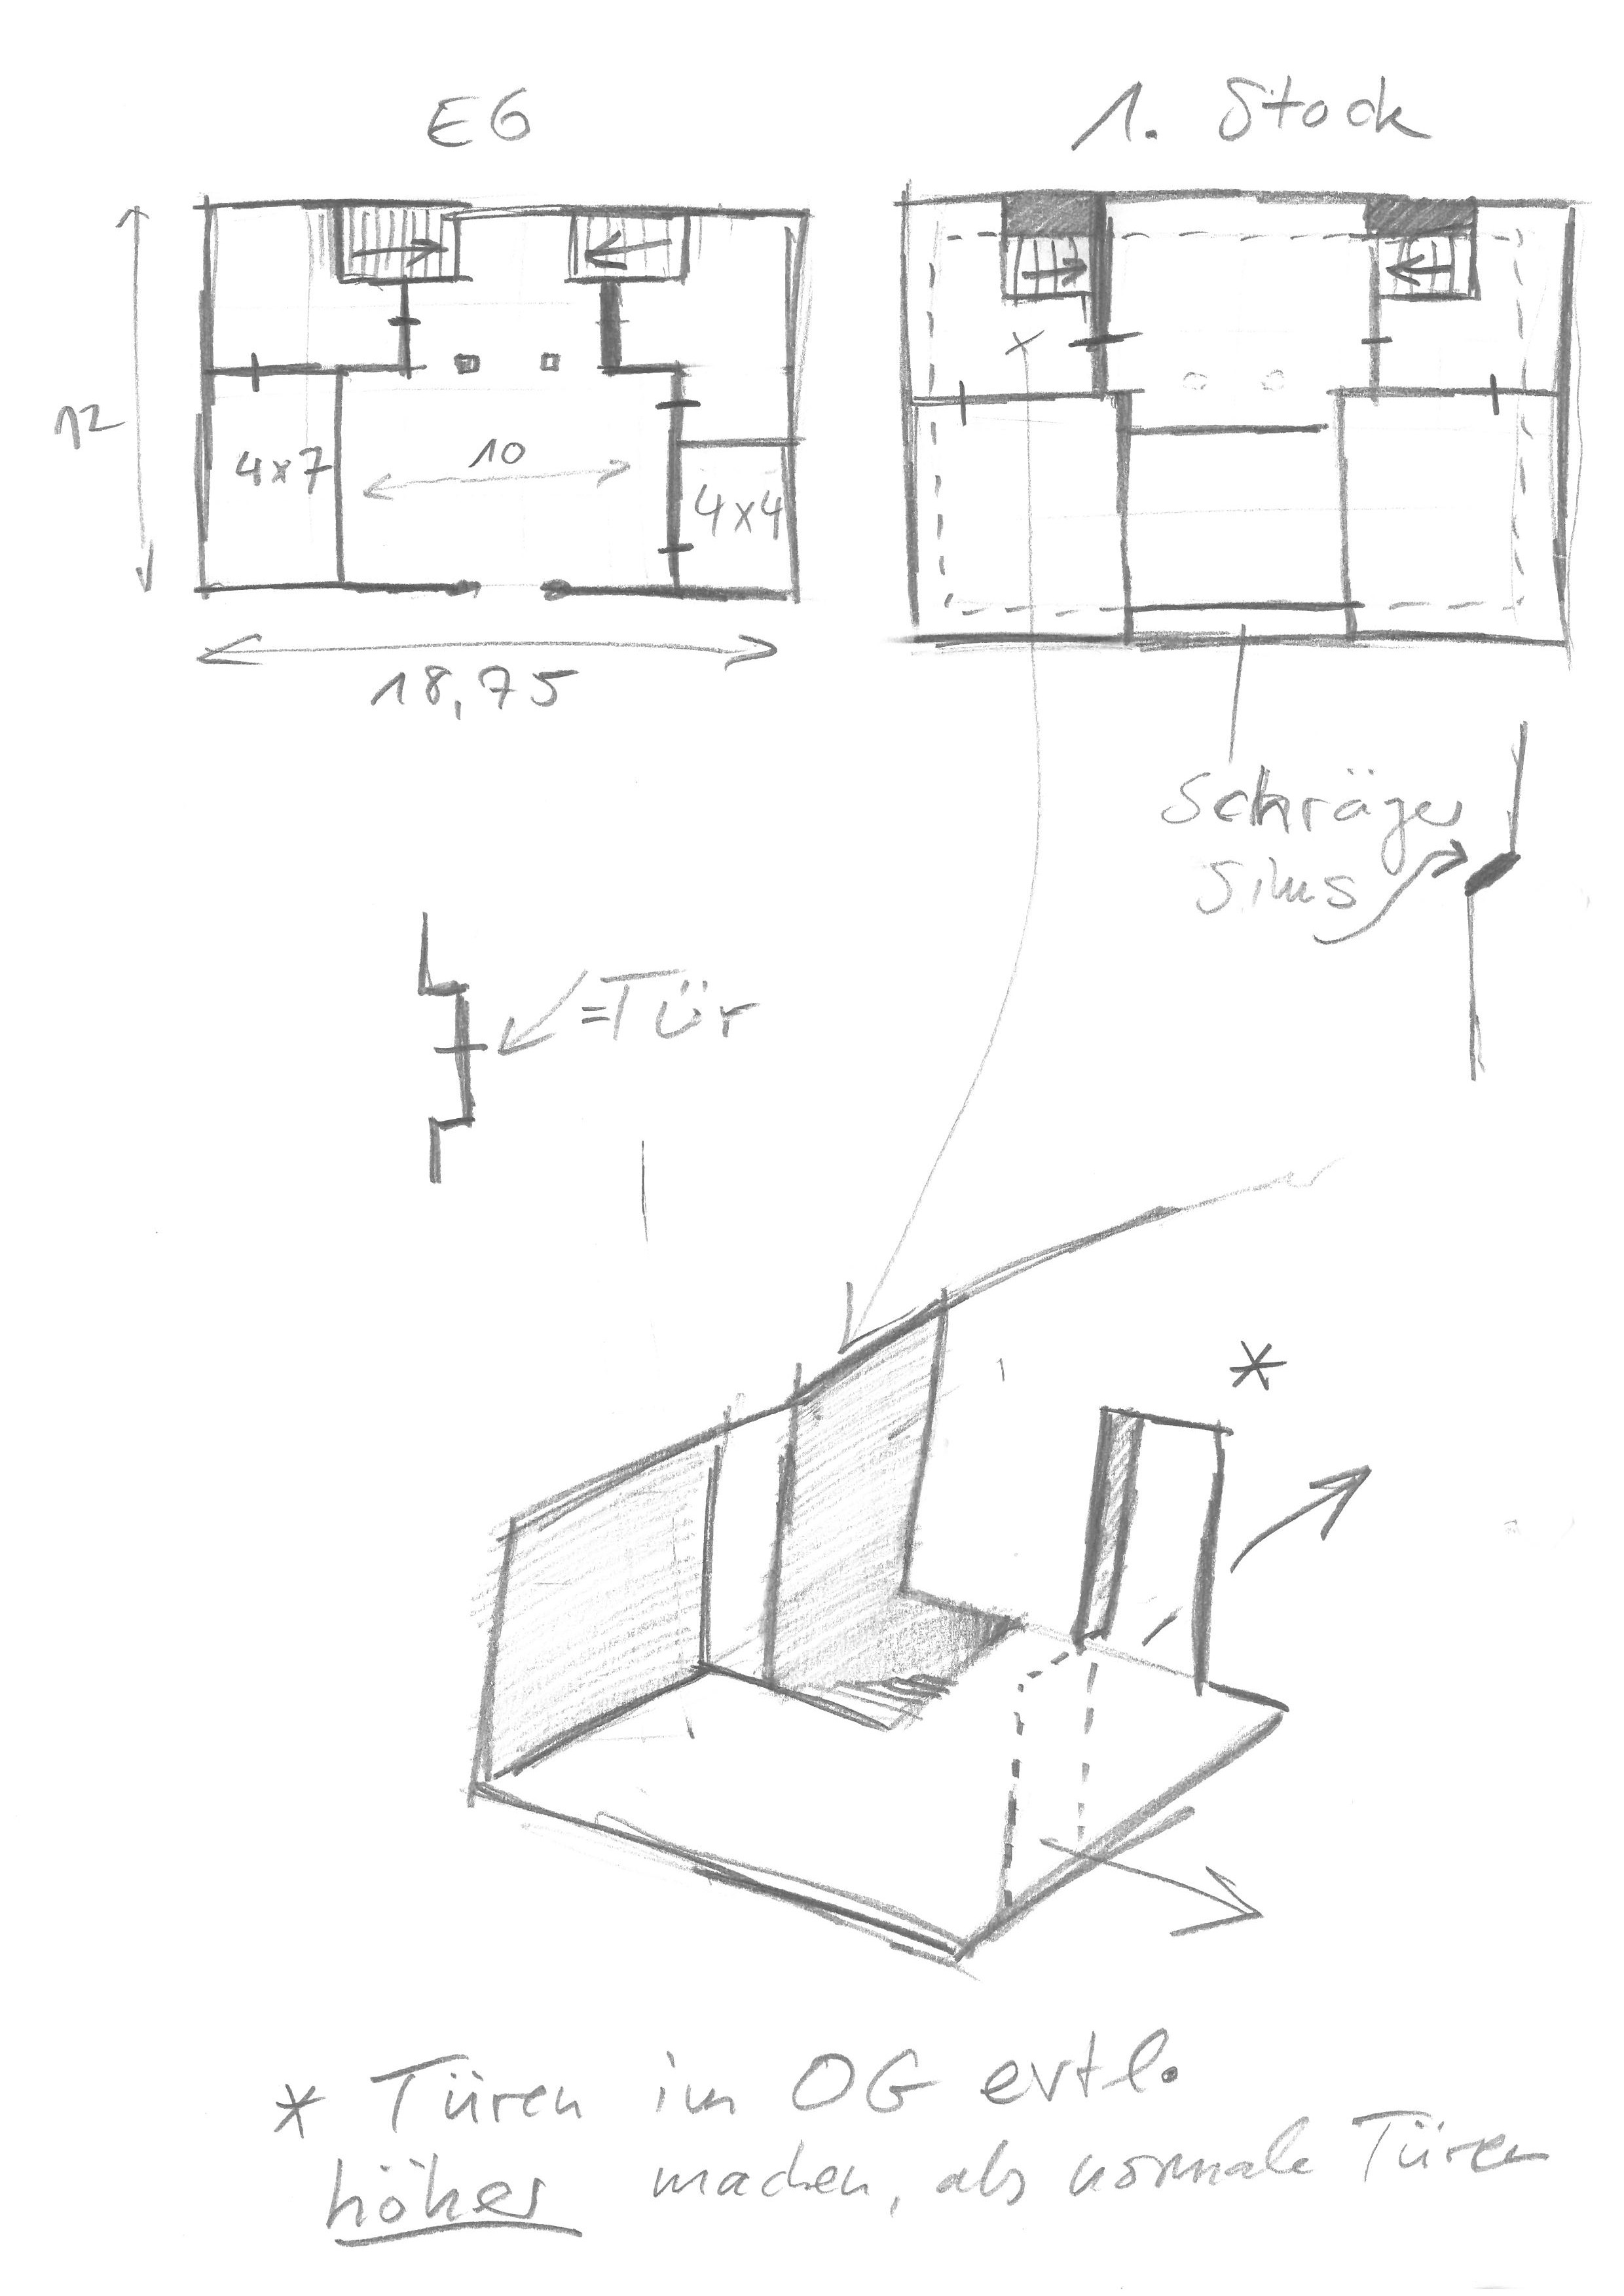 EG
1. Stock
12
4x7
10
4x4
18,75
Schräger
Sims
=Tür
*
* Türen im OG evtl.
höher machen, als normale Türen